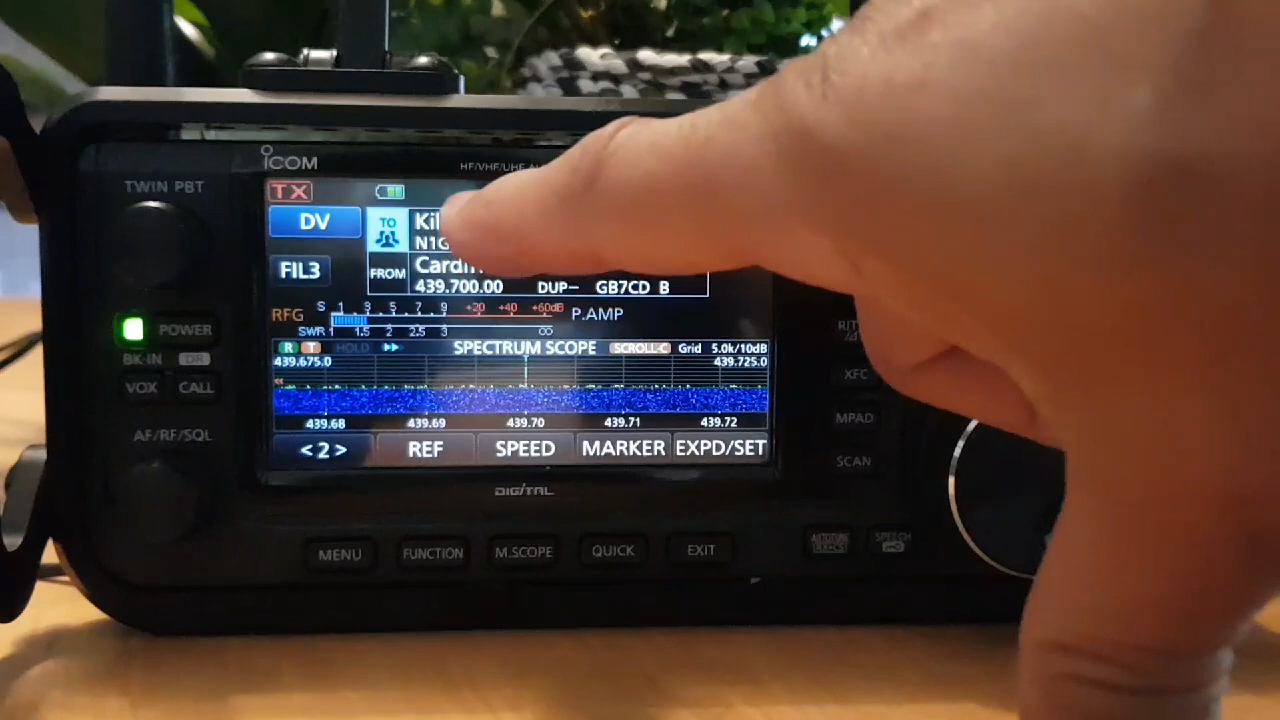 ICOM
HF/VHF/UHF
TWIN PBT
TX
DV
TO
Kil
N1G
FIL3
FROM
Cardi
439.700.00 DUP- GB7CD B
RFG
S 1 3 5 7 9 +20 +40 +60dB P.AMP
SWR 1 1.5 2 2.5 3 ∞
R T HOLD SPECTRUM SCOPE SCROLL-C Grid 5.0k/10dB
439.675.0 439.725.0
439.68 439.69 439.70 439.71 439.72
<2> REF SPEED MARKER EXPD/SET
DIGITAL
POWER
BK-IN DR
VOX CALL
AF/RF/SQL
MENU FUNCTION M.SCOPE QUICK EXIT
RIT
XFC
MPAD
SCAN
AUTOTUNE
SPEECH